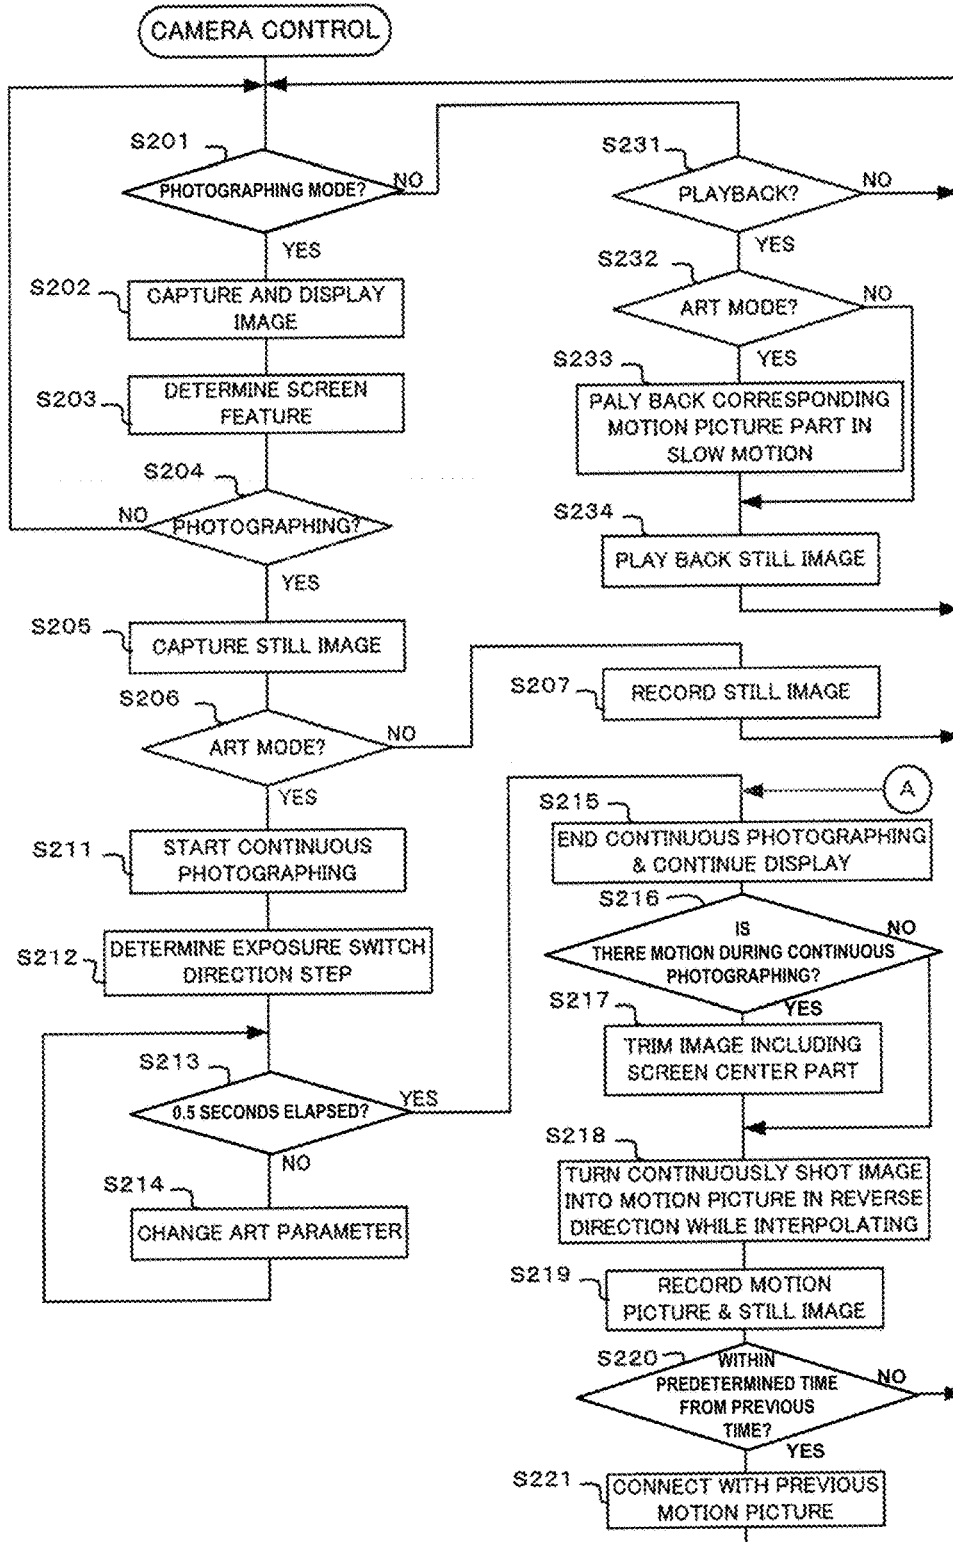 CAMERA CONTROL
S201
PHOTOGRAPHING MODE?
NO
YES
S202
CAPTURE AND DISPLAY
IMAGE
S203
DETERMINE SCREEN
FEATURE
S204
NO
PHOTOGRAPHING?
YES
S205
CAPTURE STILL IMAGE
S206
ART MODE?
NO
YES
S207
RECORD STILL IMAGE
S211
START CONTINUOUS
PHOTOGRAPHING
S212
DETERMINE EXPOSURE SWITCH
DIRECTION STEP
S213
0.5 SECONDS ELAPSED?
YES
NO
S214
CHANGE ART PARAMETER
S231
PLAYBACK?
NO
YES
S232
ART MODE?
NO
YES
S233
PALY BACK CORRESPONDING
MOTION PICTURE PART IN
SLOW MOTION
S234
PLAY BACK STILL IMAGE
A
S215
END CONTINUOUS PHOTOGRAPHING
& CONTINUE DISPLAY
S216
IS
THERE MOTION DURING CONTINUOUS
PHOTOGRAPHING?
NO
YES
S217
TRIM IMAGE INCLUDING
SCREEN CENTER PART
S218
TURN CONTINUOUSLY SHOT IMAGE
INTO MOTION PICTURE IN REVERSE
DIRECTION WHILE INTERPOLATING
S219
RECORD MOTION
PICTURE & STILL IMAGE
S220
WITHIN
PREDETERMINED TIME
FROM PREVIOUS
TIME?
NO
YES
S221
CONNECT WITH PREVIOUS
MOTION PICTURE